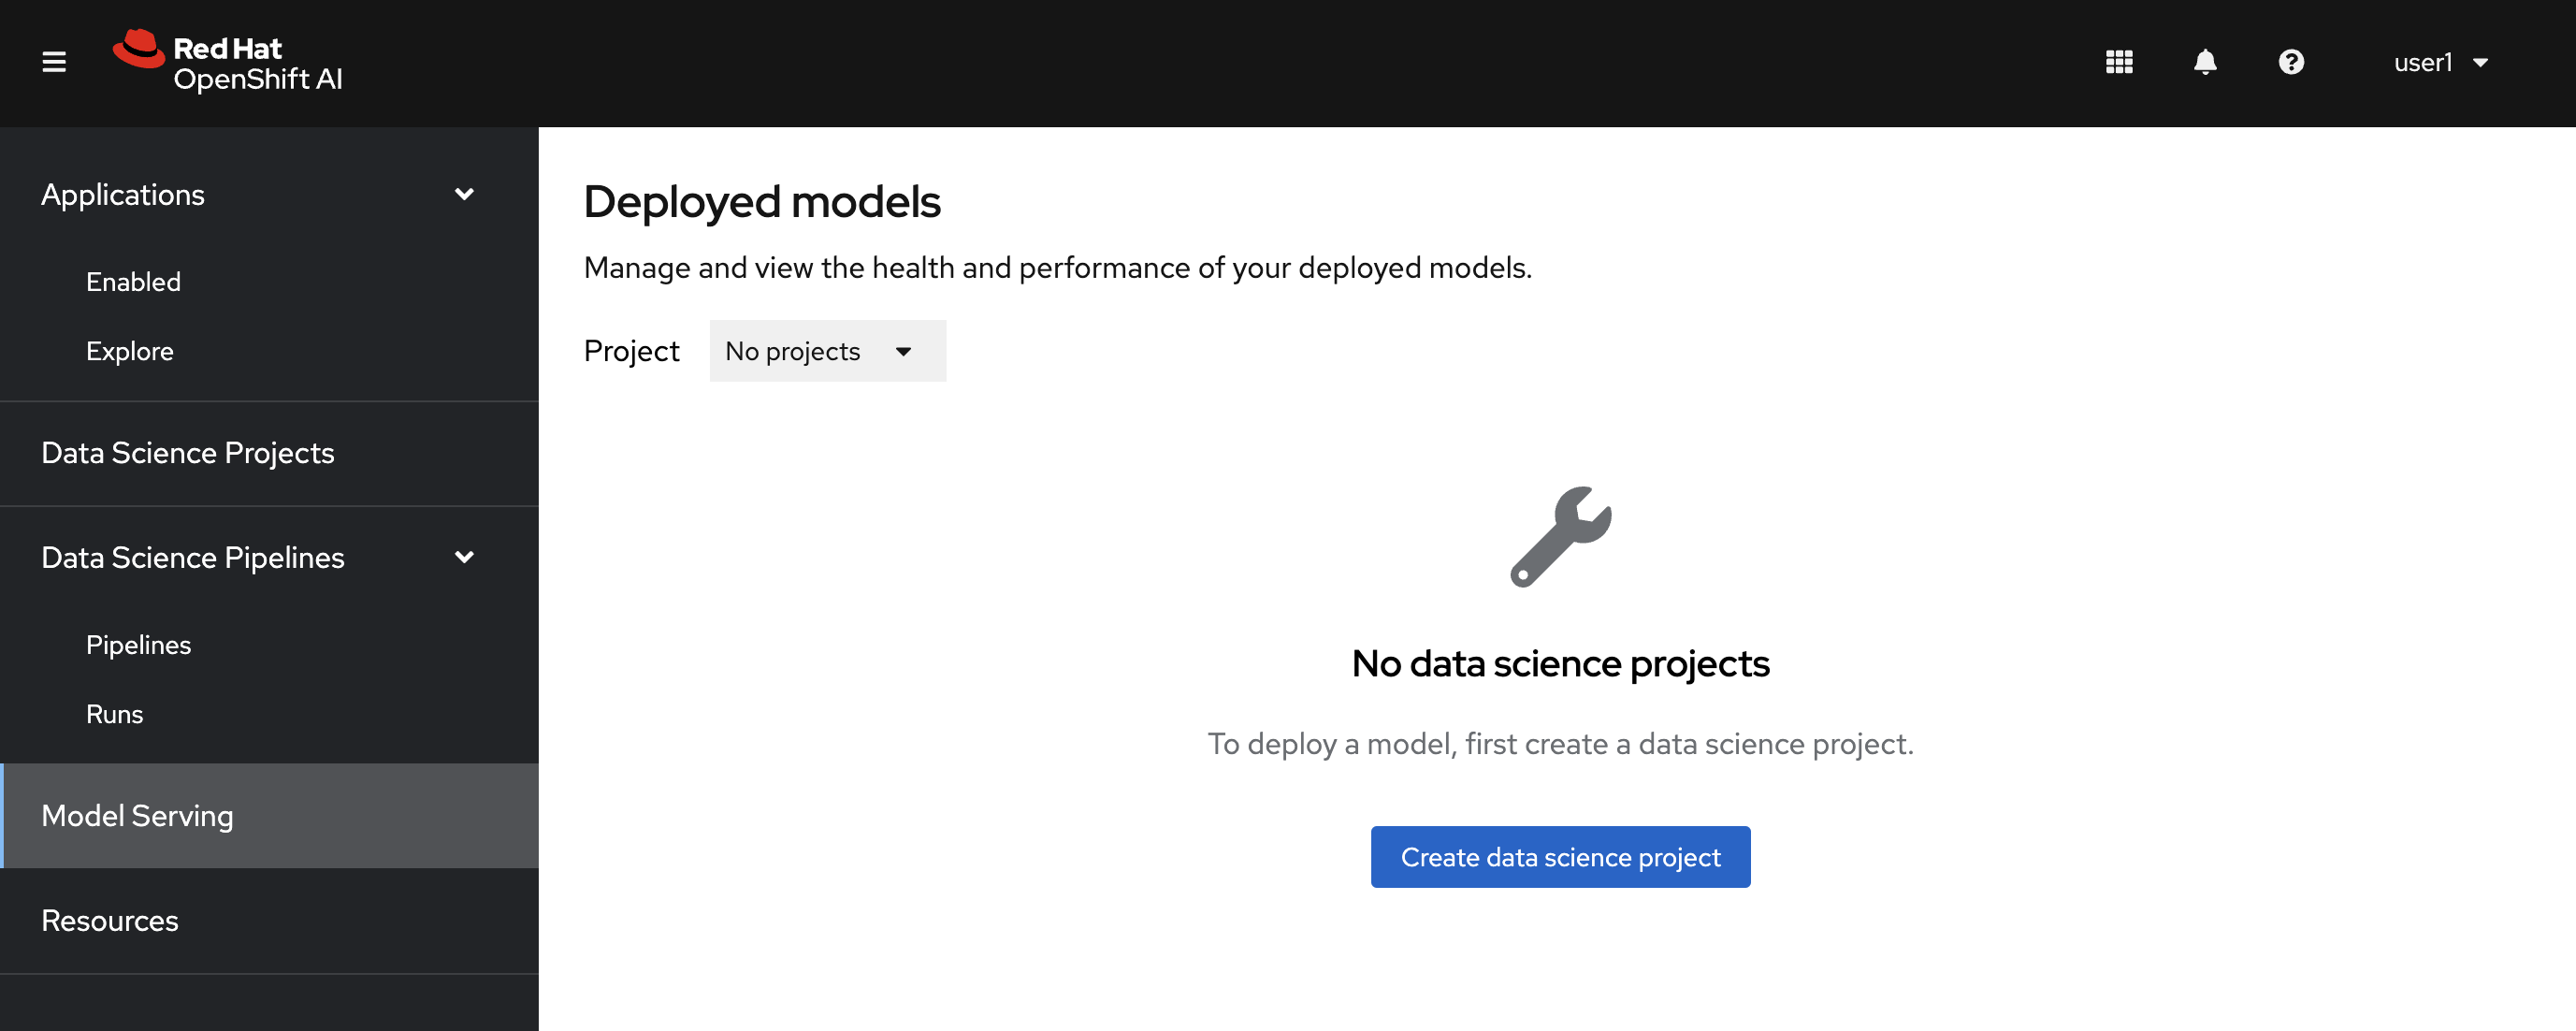 Red Hat
OpenShift AI
user1
Applications
Enabled
Explore
Data Science Projects
Data Science Pipelines
Pipelines
Runs
Model Serving
Resources
Deployed models
Manage and view the health and performance of your deployed models.
Project No projects
No data science projects
To deploy a model, first create a data science project.
Create data science project